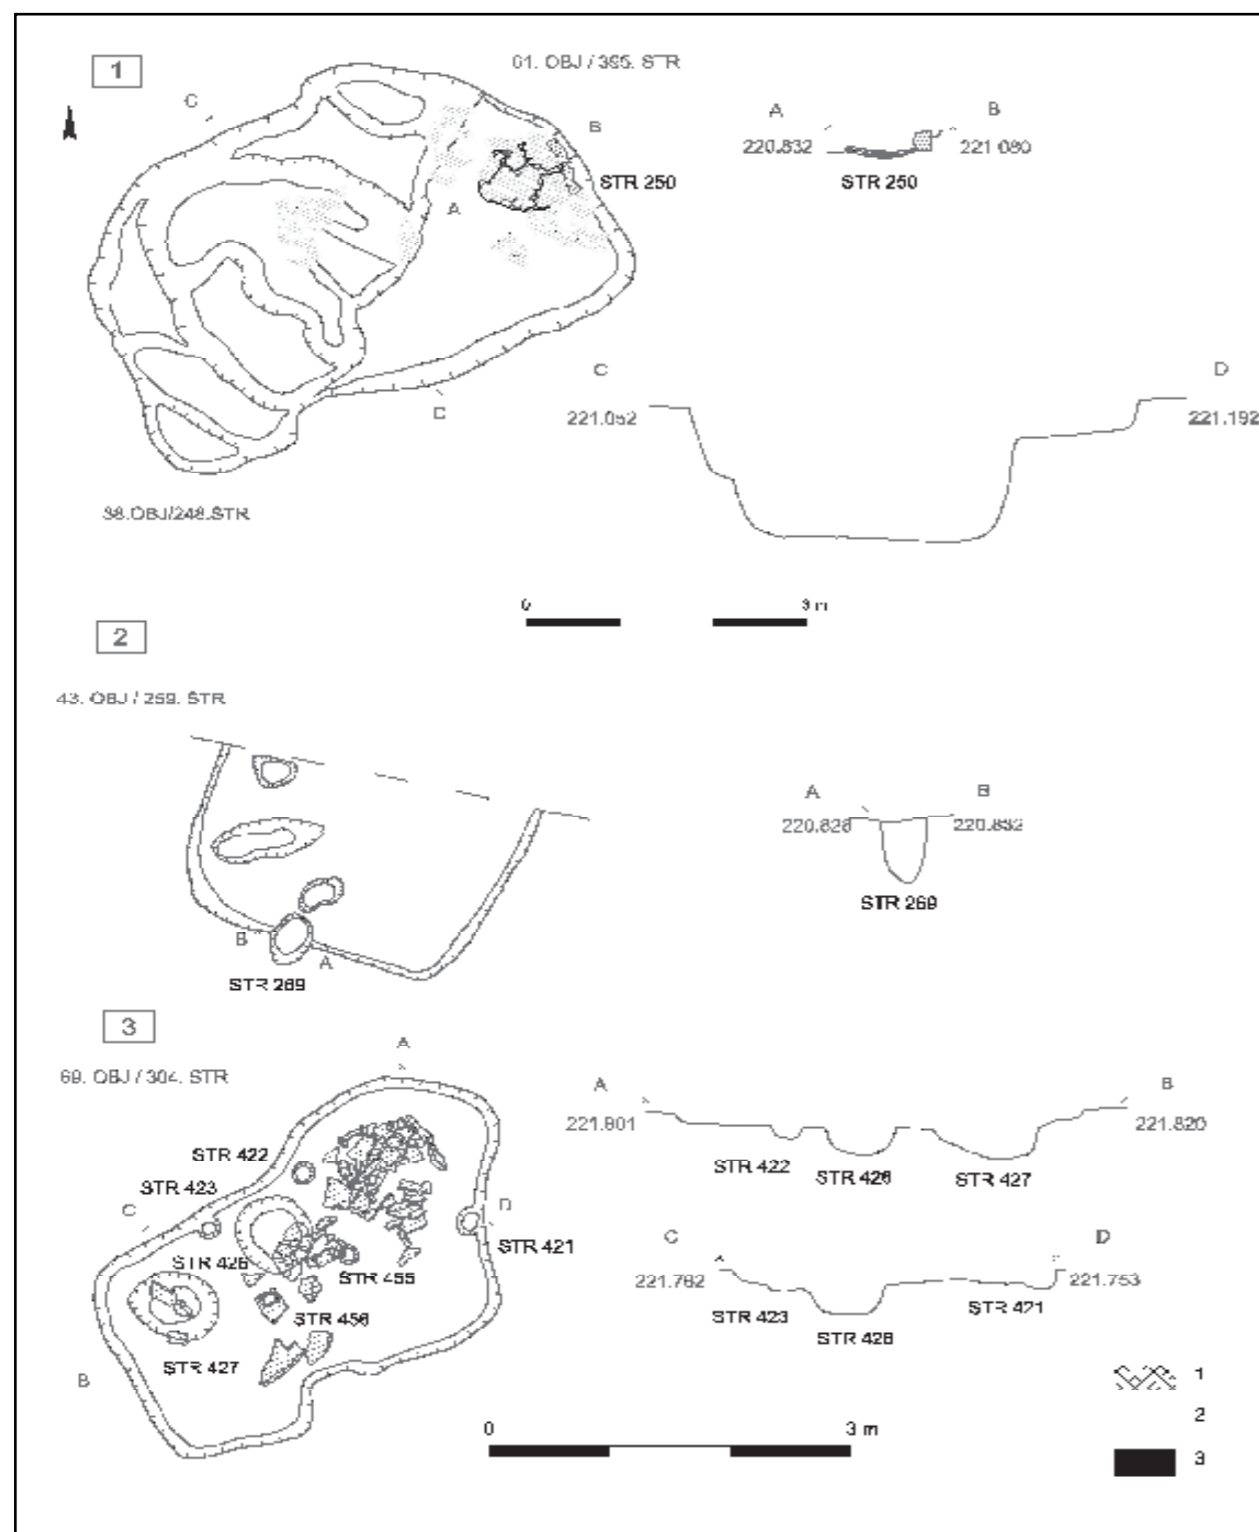 1
61. OBJ / 395. STR
C
A
B
B
220.832
221.080
STR 250
STR 250
A
C
D
C
221.052
221.192
38.OBJ/248.STR
0
3 m
2
43. OBJ / 259. STR
A
B
220.828
220.832
STR 269
B
A
STR 269
3
A
69. OBJ / 304. STR
A
B
221.801
221.820
STR 422
STR 426
STR 427
STR 422
STR 423
C
D
STR 421
STR 426
STR 455
STR 456
STR 427
B
C
D
221.762
221.753
STR 423
STR 426
STR 421
1
2
3
0
3 m